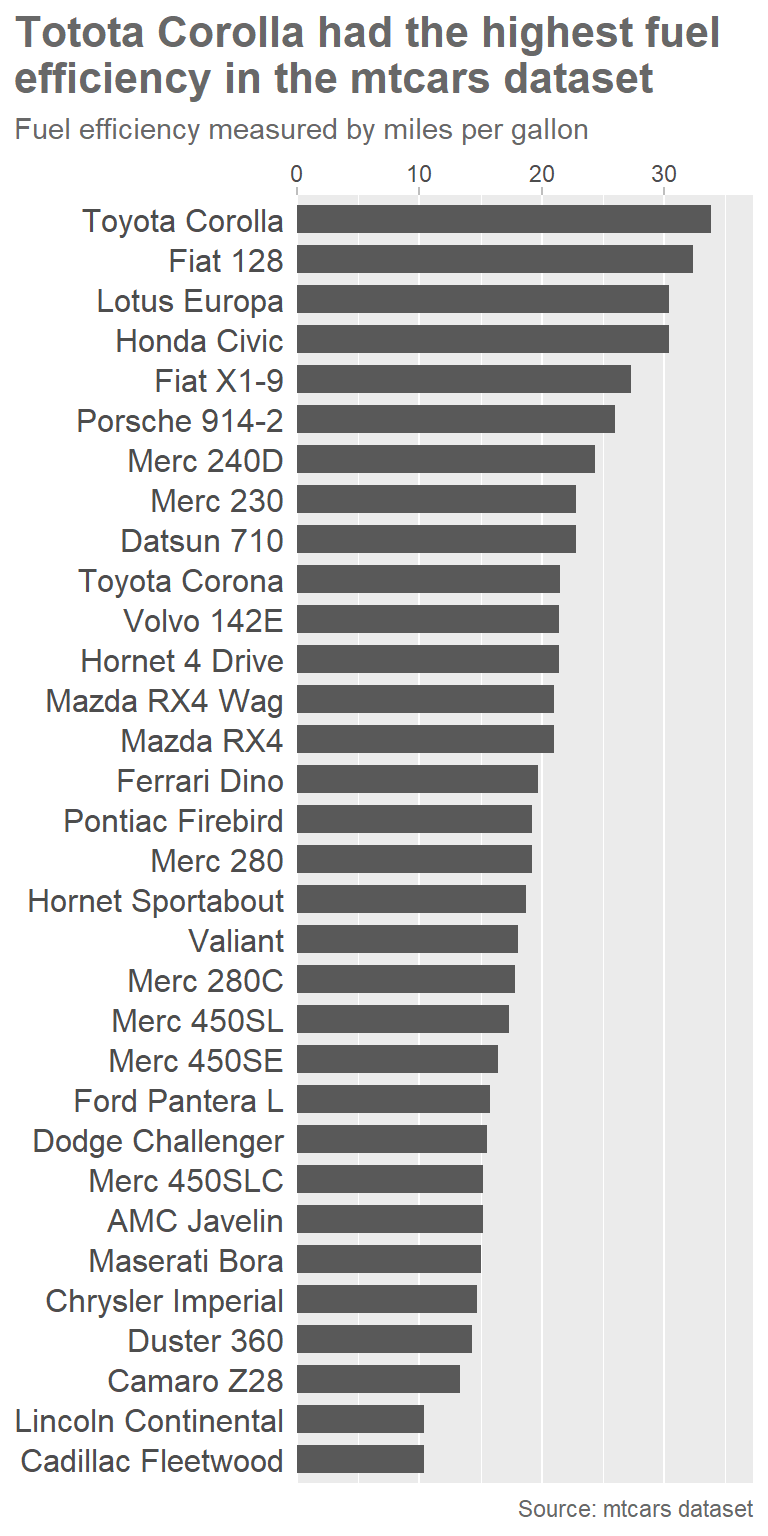 Totota Corolla had the highest fuel
efficiency in the mtcars dataset
Fuel efficiency measured by miles per gallon
0 10 20 30
Toyota Corolla
Fiat 128
Lotus Europa
Honda Civic
Fiat X1-9
Porsche 914-2
Merc 240D
Merc 230
Datsun 710
Toyota Corona
Volvo 142E
Hornet 4 Drive
Mazda RX4 Wag
Mazda RX4
Ferrari Dino
Pontiac Firebird
Merc 280
Hornet Sportabout
Valiant
Merc 280C
Merc 450SL
Merc 450SE
Ford Pantera L
Dodge Challenger
Merc 450SLC
AMC Javelin
Maserati Bora
Chrysler Imperial
Duster 360
Camaro Z28
Lincoln Continental
Cadillac Fleetwood
Source: mtcars dataset